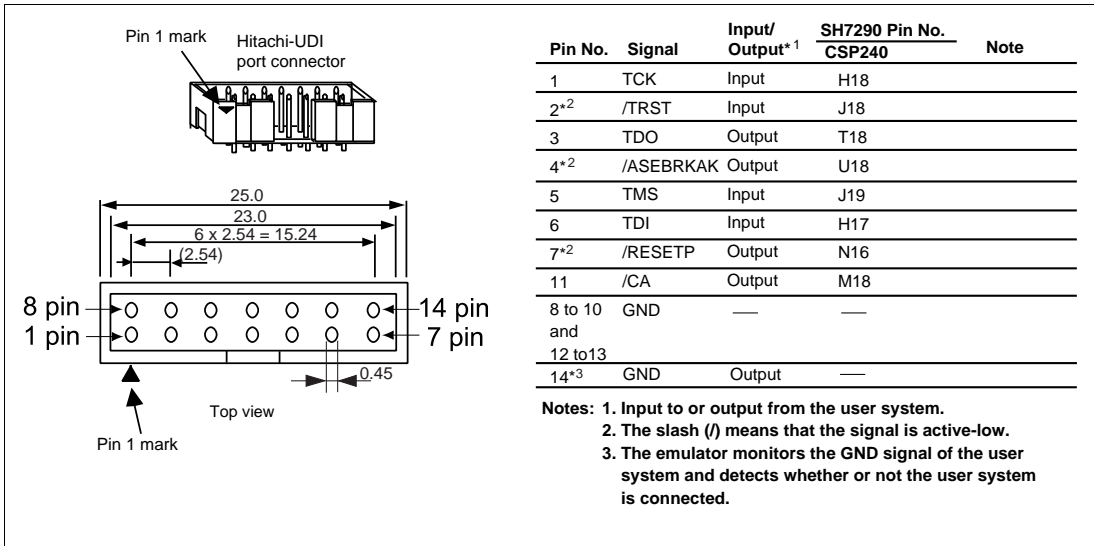 Pin 1 mark
Hitachi-UDI
port connector
25.0
23.0
6 x 2.54 = 15.24
(2.54)
8 pin
14 pin
1 pin
7 pin
0.45
Top view
Pin 1 mark
Pin No. Signal Input/ Output*1 SH7290 Pin No. CSP240 Note
1 TCK Input H18
2*2 /TRST Input J18
3 TDO Output T18
4*2 /ASEBRKAK Output U18
5 TMS Input J19
6 TDI Input H17
7*2 /RESETP Output N16
11 /CA Output M18
8 to 10 GND — —
and
12 to13
14*3 GND Output —
Notes: 1. Input to or output from the user system.
2. The slash (/) means that the signal is active-low.
3. The emulator monitors the GND signal of the user
system and detects whether or not the user system
is connected.